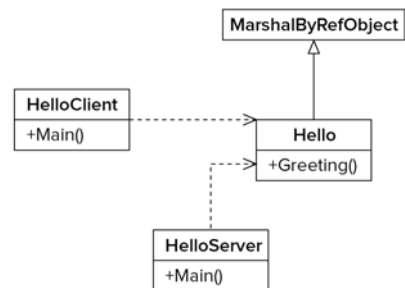 MarshalByRefObject
HelloClient
+Main()
Hello
+Greeting()
HelloServer
+Main()